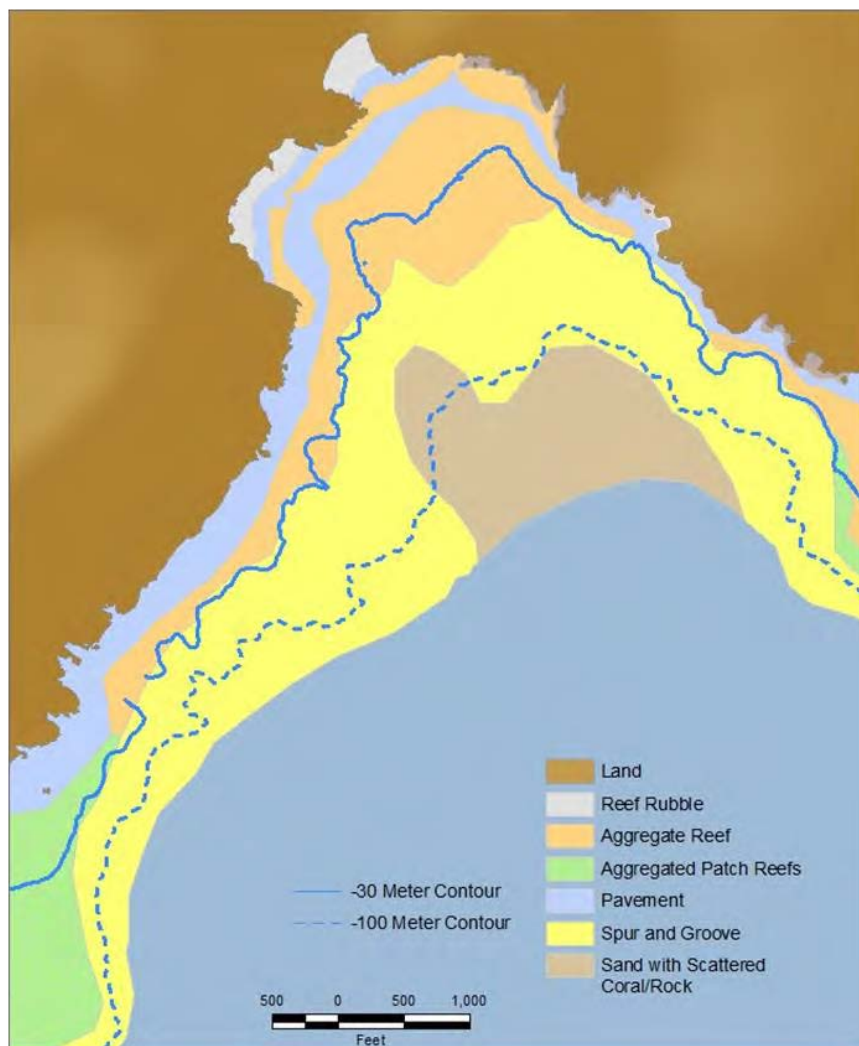 Land
Reef Rubble
Aggregate Reef
Aggregated Patch Reefs
Pavement
Spur and Groove
Sand with Scattered
Coral/Rock
-30 Meter Contour
-100 Meter Contour
500 0 500 1,000
Feet